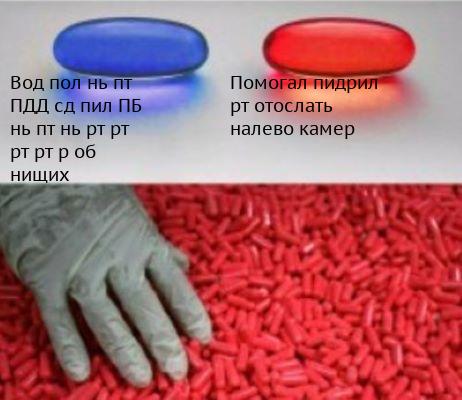 Вод пол нь пт
ПДД сд пил ПБ
нь пт нь рт рт
рт рт р об
нищих
Помогал пидрил
рт отослать
налево камер